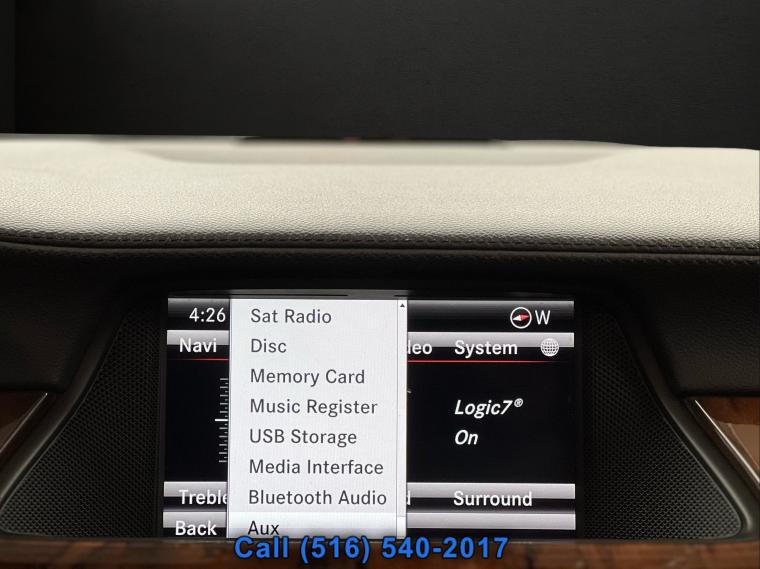 4:26
Sat Radio
W
Navi
Disc
deo
System
Memory Card
Music Register
Logic7®
USB Storage
On
Media Interface
Treble
Bluetooth Audio
d
Surround
Back
Aux
Call (516) 540-2017